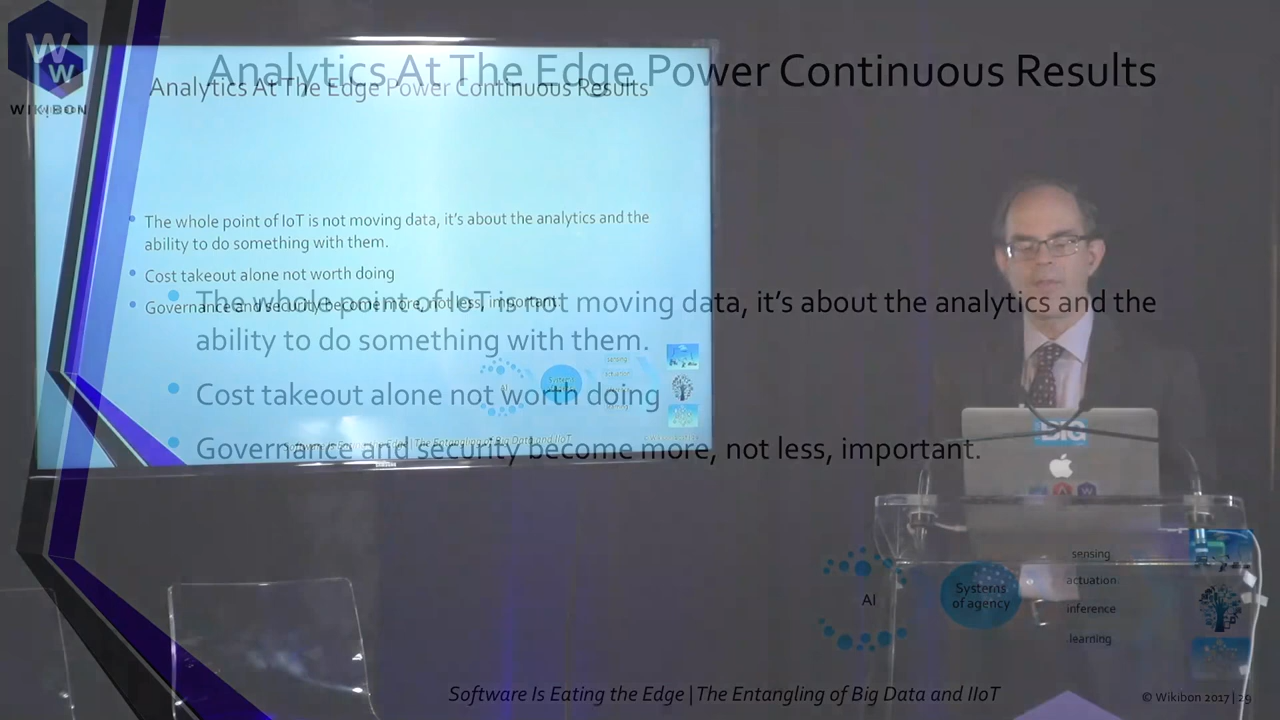 W
W
WIKIBON
Analytics At The Edge Power Continuous Results
Analytics At The Edge Power Continuous Results
The whole point of IoT is not moving data, it's about the analytics and the
ability to do something with them.
Cost takeout alone not worth doing
Governance and security become more, not less, important.
The whole point of IoT is not moving data, it's about the analytics and the
ability to do something with them.
Cost takeout alone not worth doing
Governance and security become more, not less, important.
BIG
sensing
AI
Systems
of agency
actuation
inference
learning
Software Is Eating the Edge | The Entangling of Big Data and IIoT
© Wikibon 2017 | 29